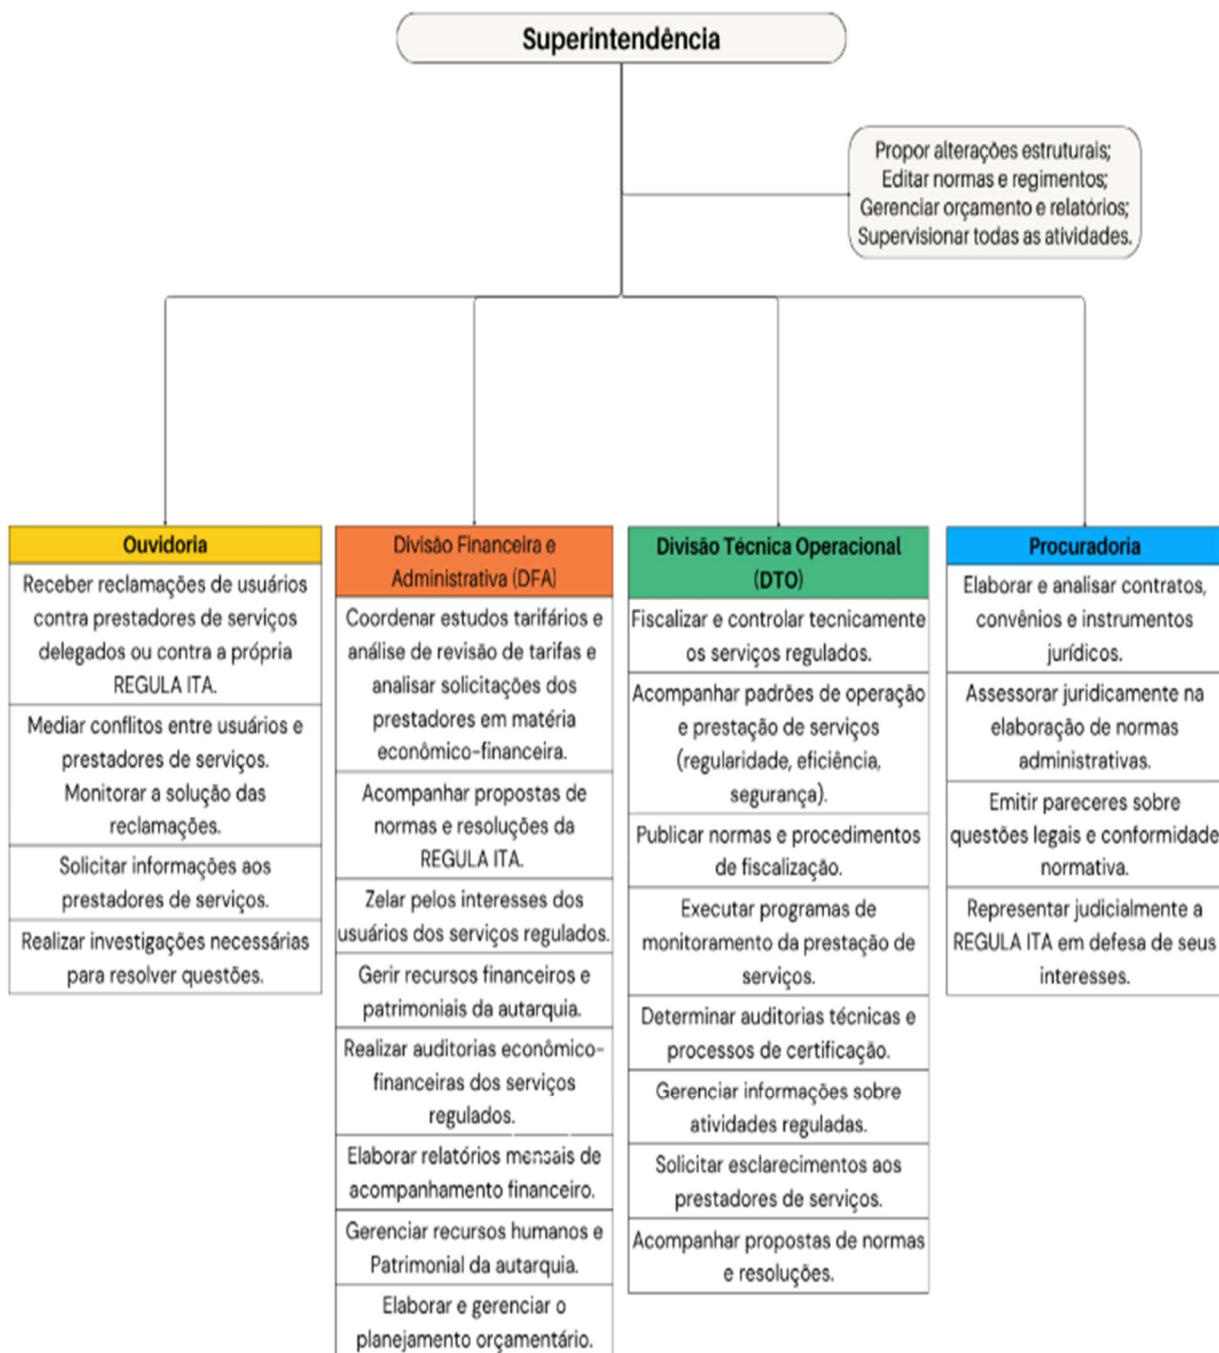 Superintendência
Propor alterações estruturais;
Editar normas e regimentos;
Gerenciar orçamento e relatórios;
Supervisionar todas as atividades.
Ouvidoria
Receber reclamações de usuários
contra prestadores de serviços
delegados ou contra a própria
REGULA ITA.
Mediar conflitos entre usuários e
prestadores de serviços.
Monitorar a solução das
reclamações.
Solicitar informações aos
prestadores de serviços.
Realizar investigações necessárias
para resolver questões.
Divisão Financeira e
Administrativa (DFA)
Coordenar estudos tarifários e
análise de revisão de tarifas e
analisar solicitações dos
prestadores em matéria
econômico-financeira.
Acompanhar propostas de
normas e resoluções da
REGULA ITA.
Zelar pelos interesses dos
usuários dos serviços regulados.
Gerir recursos financeiros e
patrimoniais da autarquia.
Realizar auditorias econômico-
financeiras dos serviços
regulados.
Elaborar relatórios mensais de
acompanhamento financeiro.
Gerenciar recursos humanos e
Patrimonial da autarquia.
Elaborar e gerenciar o
planejamento orçamentário.
Divisão Técnica Operacional
(DTO)
Fiscalizar e controlar tecnicamente
os serviços regulados.
Acompanhar padrões de operação
e prestação de serviços
(regularidade, eficiência,
segurança).
Publicar normas e procedimentos
de fiscalização.
Executar programas de
monitoramento da prestação de
serviços.
Determinar auditorias técnicas e
processos de certificação.
Gerenciar informações sobre
atividades reguladas.
Solicitar esclarecimentos aos
prestadores de serviços.
Acompanhar propostas de normas
e resoluções.
Procuradoria
Elaborar e analisar contratos,
convênios e instrumentos
jurídicos.
Assessorar juridicamente na
elaboração de normas
administrativas.
Emitir pareceres sobre
questões legais e conformidade
normativa.
Representar judicialmente a
REGULA ITA em defesa de seus
interesses.